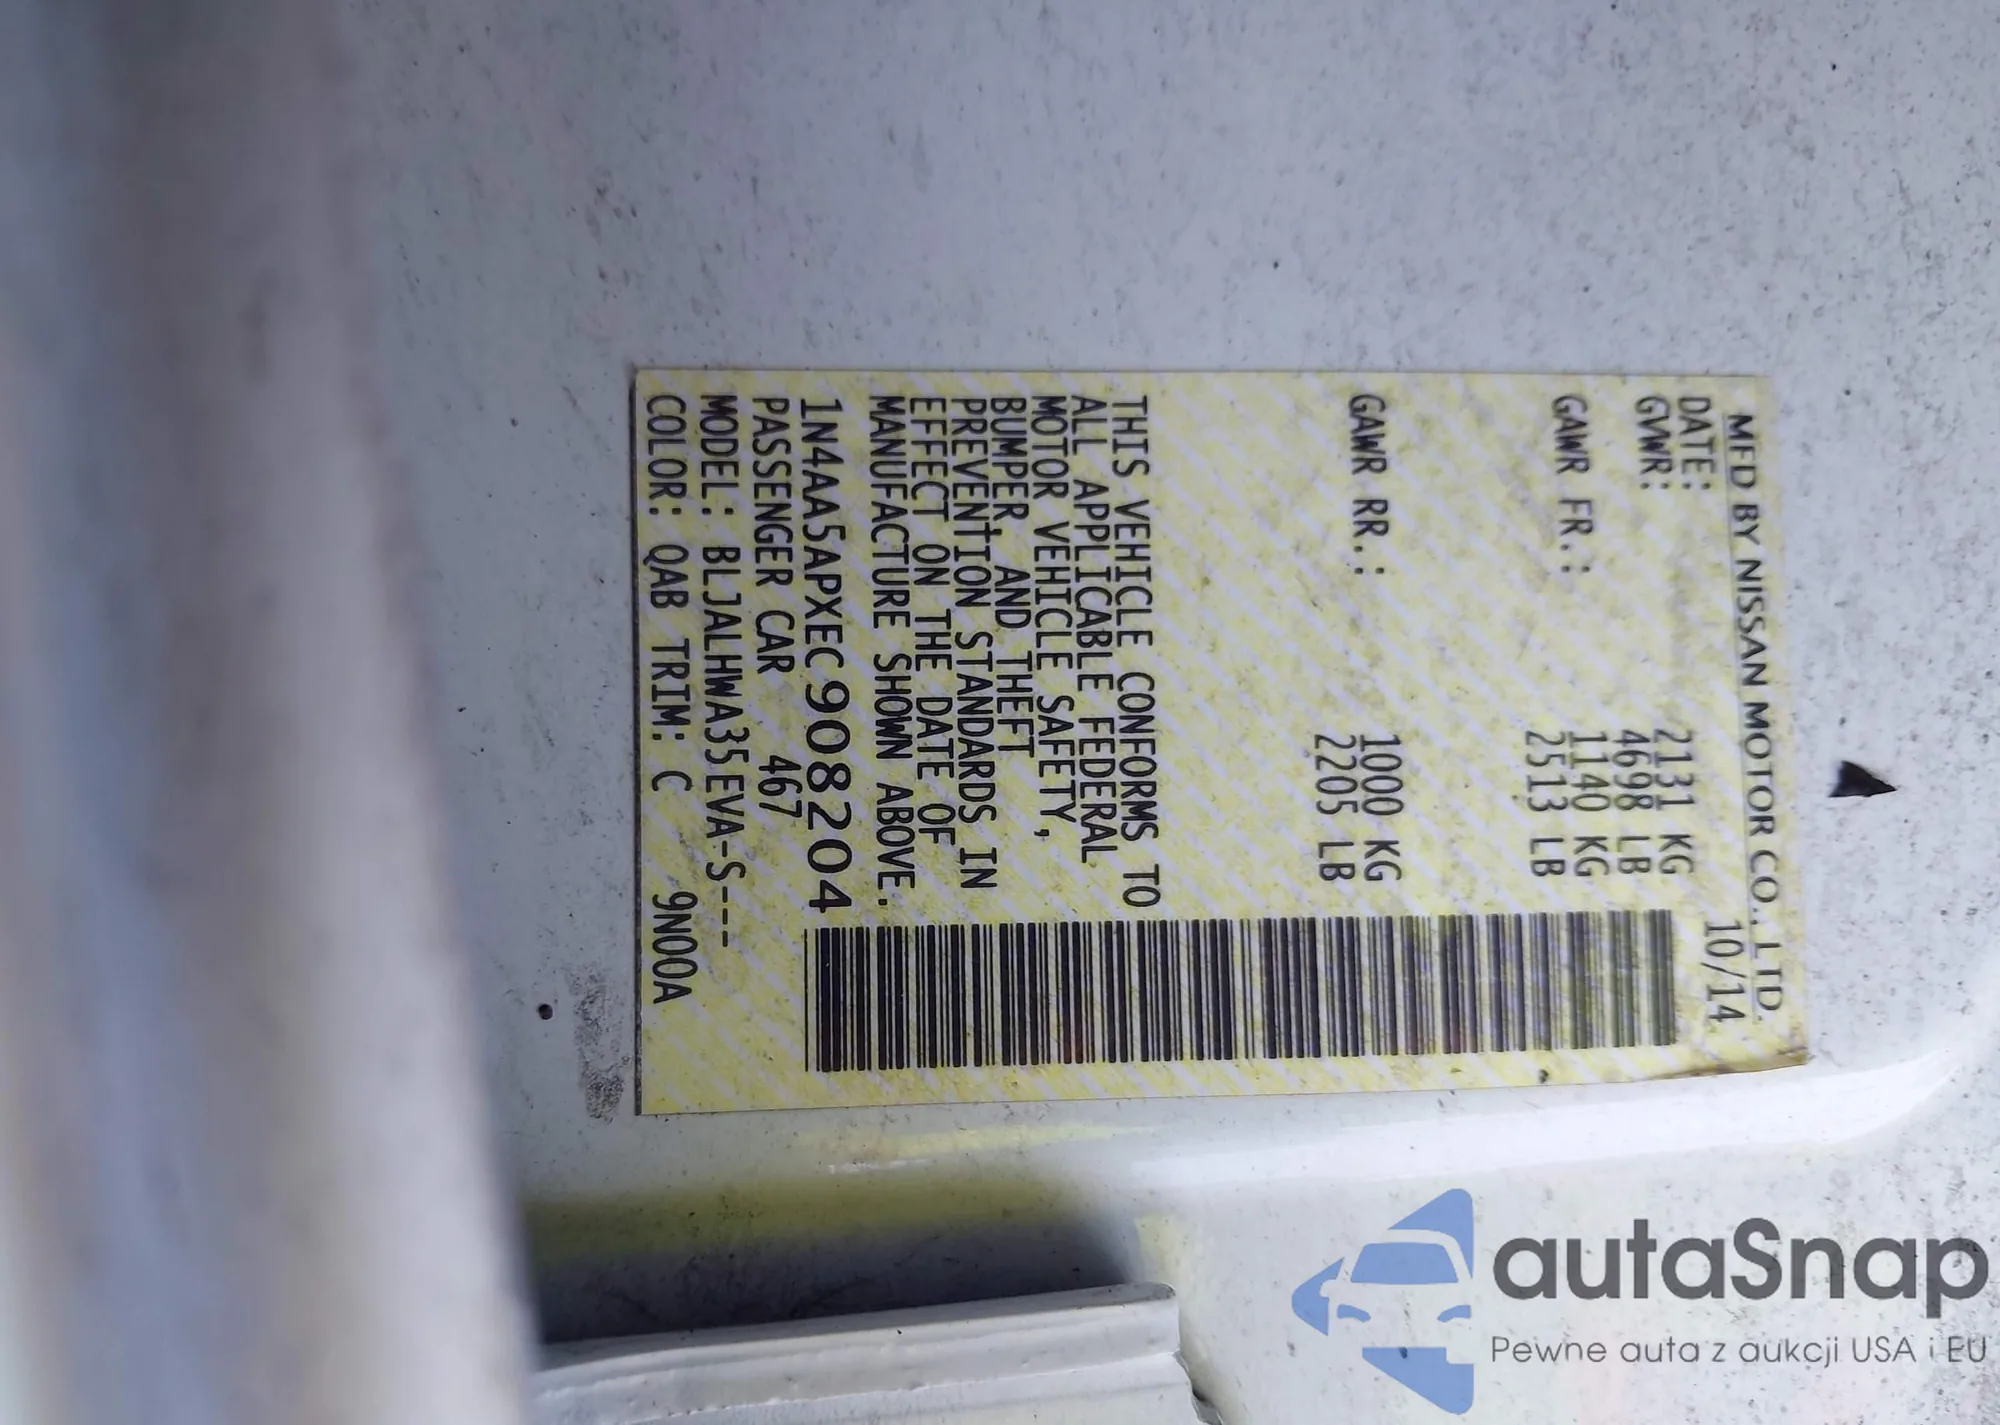 MFD BY NISSAN MOTOR CO., LTD.
DATE: 10/14
GVWR: 2131 KG
4698 LB
GAWR FR.: 1140 KG
2513 LB
GAWR RR.: 1000 KG
2205 LB
THIS VEHICLE CONFORMS TO
ALL APPLICABLE FEDERAL
MOTOR VEHICLE SAFETY,
BUMPER, AND THEFT
PREVENTION STANDARDS IN
EFFECT ON THE DATE OF
MANUFACTURE SHOWN ABOVE.
1N4AA5APXEC908204
PASSENGER CAR 467
MODEL: BLJALHWA35EVA-S---
COLOR: QAB TRIM: C 9N00A
autaSnap
Pewne auta z aukcji USA i EU